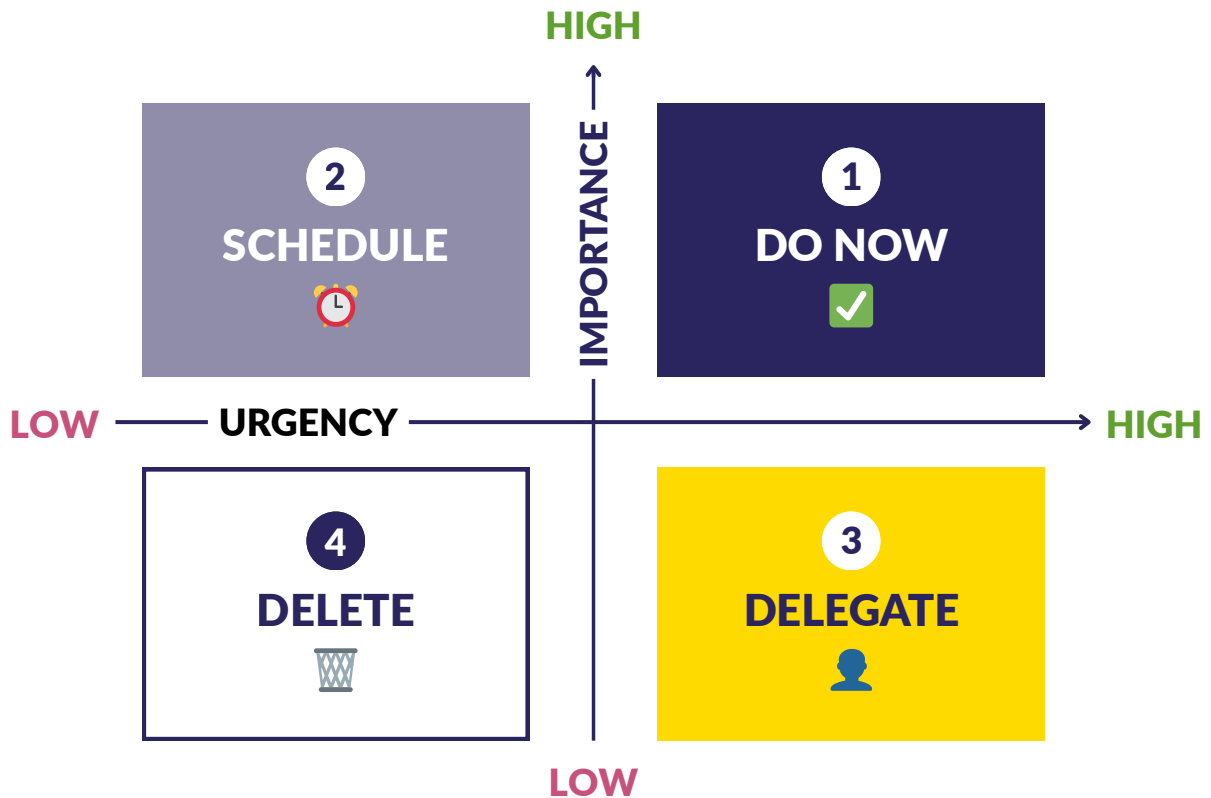 HIGH
IMPORTANCE
2
SCHEDULE
1
DO NOW
LOW
URGENCY
HIGH
4
DELETE
3
DELEGATE
LOW